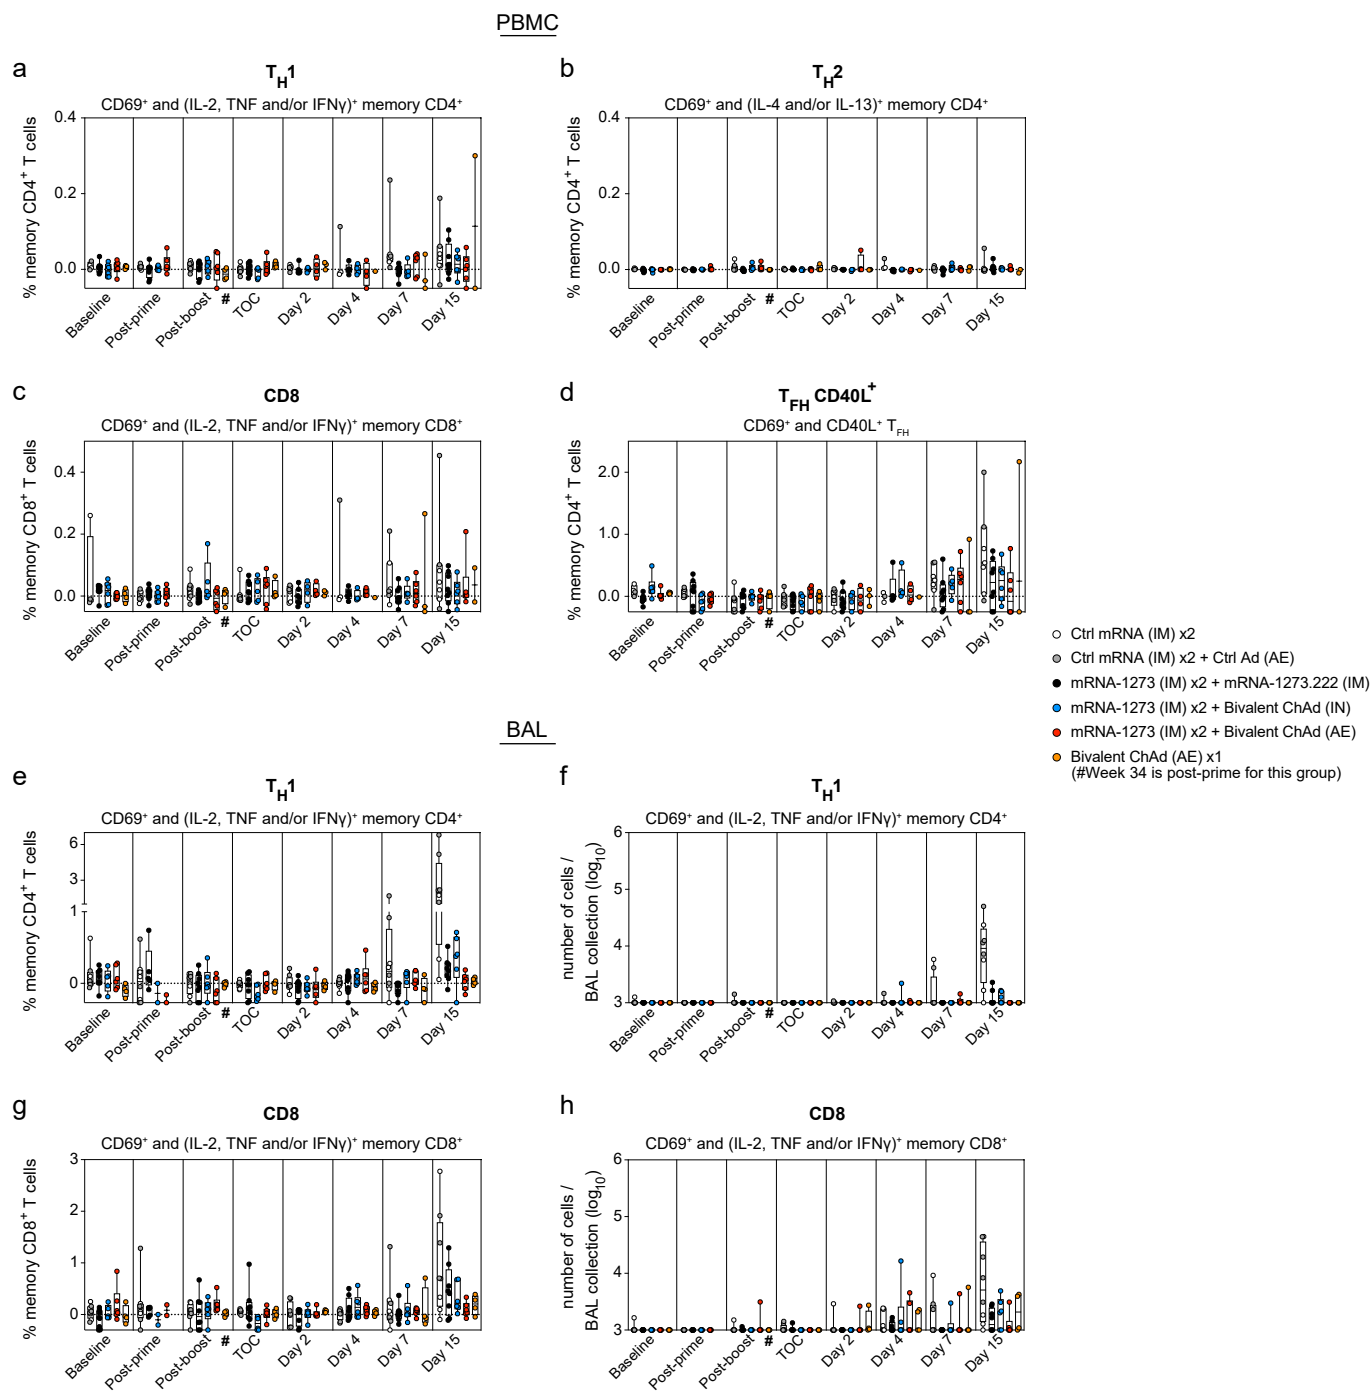 PBMC
a
T_H1
CD69⁺ and (IL-2, TNF and/or IFNγ)⁺ memory CD4⁺
% memory CD4⁺ T cells
0.4
0.2
0.0
Baseline
Post-prime
Post-boost
#
TOC
Day 2
Day 4
Day 7
Day 15
b
T_H2
CD69⁺ and (IL-4 and/or IL-13)⁺ memory CD4⁺
% memory CD4⁺ T cells
0.4
0.2
0.0
Baseline
Post-prime
Post-boost
#
TOC
Day 2
Day 4
Day 7
Day 15
c
CD8
CD69⁺ and (IL-2, TNF and/or IFNγ)⁺ memory CD8⁺
% memory CD8⁺ T cells
0.4
0.2
0.0
Baseline
Post-prime
Post-boost
#
TOC
Day 2
Day 4
Day 7
Day 15
d
T_FH CD40L⁺
CD69⁺ and CD40L⁺ T_FH
% memory CD4⁺ T cells
2.0
1.0
0.0
Baseline
Post-prime
Post-boost
#
TOC
Day 2
Day 4
Day 7
Day 15
Ctrl mRNA (IM) x2
Ctrl mRNA (IM) x2 + Ctrl Ad (AE)
mRNA-1273 (IM) x2 + mRNA-1273.222 (IM)
mRNA-1273 (IM) x2 + Bivalent ChAd (IN)
mRNA-1273 (IM) x2 + Bivalent ChAd (AE)
Bivalent ChAd (AE) x1
(#Week 34 is post-prime for this group)
BAL
e
T_H1
CD69⁺ and (IL-2, TNF and/or IFNγ)⁺ memory CD4⁺
% memory CD4⁺ T cells
6
3
1
0
Baseline
Post-prime
Post-boost
#
TOC
Day 2
Day 4
Day 7
Day 15
f
T_H1
CD69⁺ and (IL-2, TNF and/or IFNγ)⁺ memory CD4⁺
number of cells /
BAL collection (log₁₀)
6
5
4
3
Baseline
Post-prime
Post-boost
#
TOC
Day 2
Day 4
Day 7
Day 15
g
CD8
CD69⁺ and (IL-2, TNF and/or IFNγ)⁺ memory CD8⁺
% memory CD8⁺ T cells
3
2
1
0
Baseline
Post-prime
Post-boost
#
TOC
Day 2
Day 4
Day 7
Day 15
h
CD8
CD69⁺ and (IL-2, TNF and/or IFNγ)⁺ memory CD8⁺
number of cells /
BAL collection (log₁₀)
6
5
4
3
Baseline
Post-prime
Post-boost
#
TOC
Day 2
Day 4
Day 7
Day 15